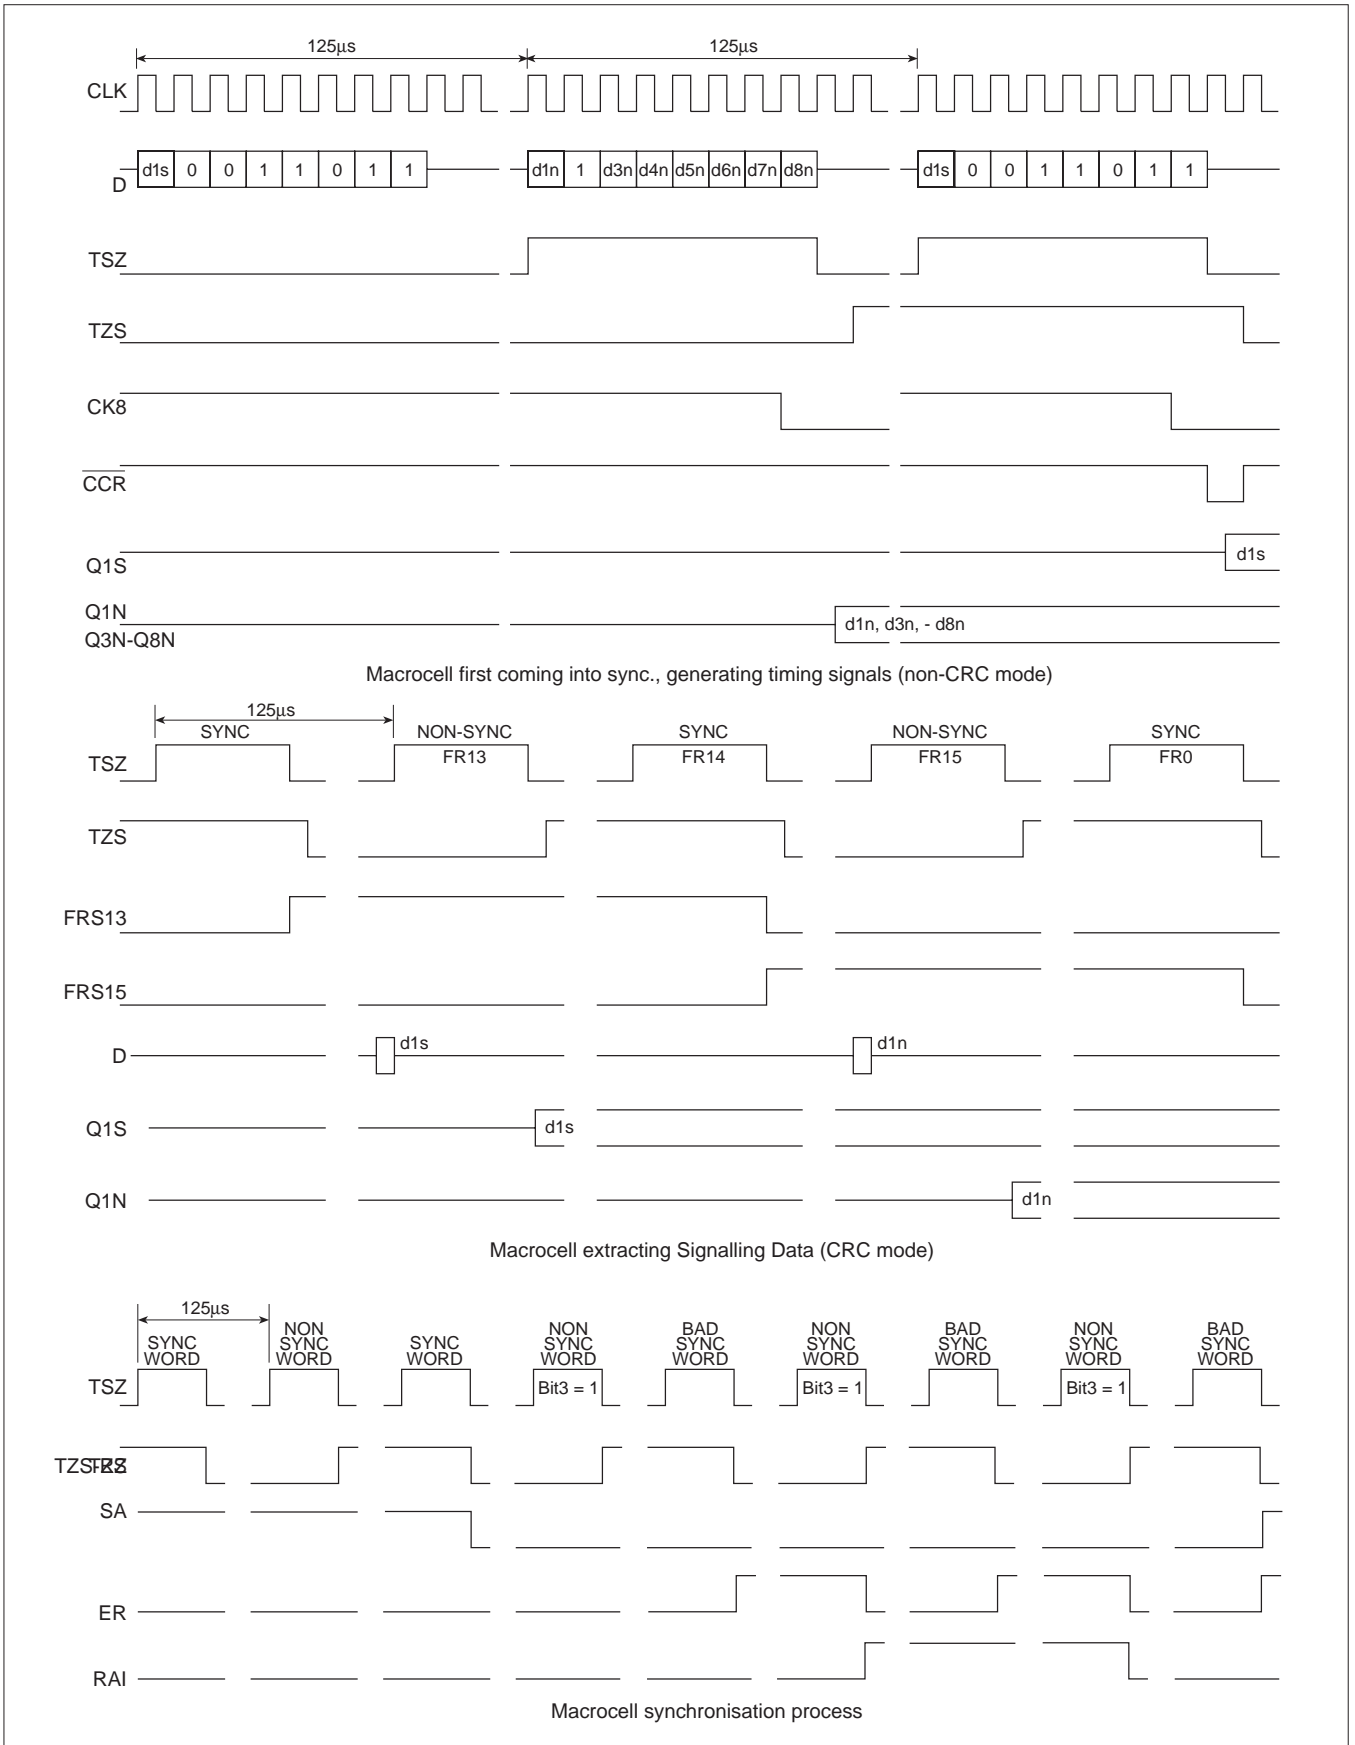 125μs 125μs
CLK
D d1s 0 0 1 1 0 1 1 d1n 1 d3n d4n d5n d6n d7n d8n d1s 0 0 1 1 0 1 1
TSZ
TZS
CK8
CCR
Q1S d1s
Q1N
Q3N-Q8N d1n, d3n, - d8n
Macrocell first coming into sync., generating timing signals (non-CRC mode)
125μs
SYNC NON-SYNC SYNC NON-SYNC SYNC
TSZ FR13 FR14 FR15 FR0
TZS
FRS13
FRS15
D d1s d1n
Q1S d1s
Q1N d1n
Macrocell extracting Signalling Data (CRC mode)
125μs
NON NON BAD NON BAD NON BAD
SYNC SYNC SYNC SYNC SYNC SYNC SYNC SYNC SYNC
WORD WORD WORD WORD WORD WORD WORD WORD WORD
TSZ Bit3 = 1 Bit3 = 1 Bit3 = 1
SA
ER
RAI
Macrocell synchronisation process